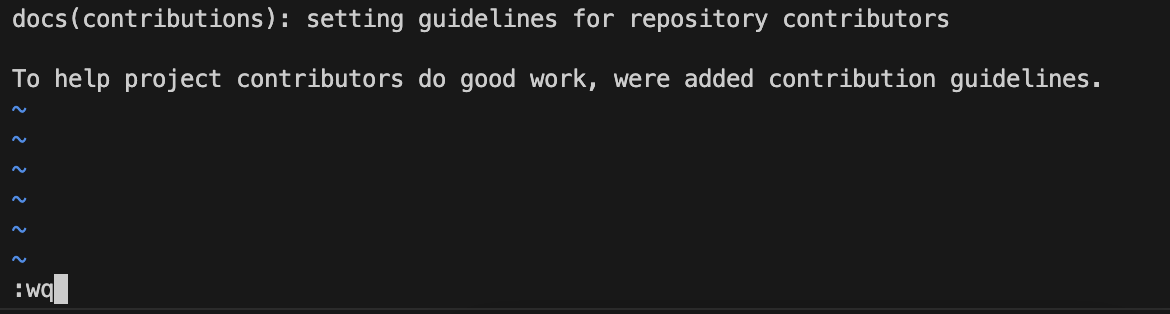 docs(contributions): setting guidelines for repository contributors
To help project contributors do good work, were added contribution guidelines.
~
~
~
~
~
~
:wq